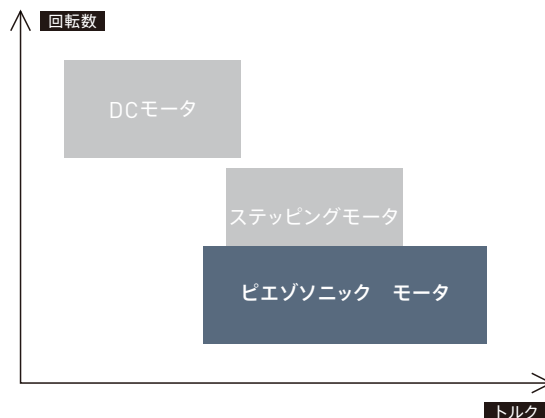 回転数
DCモータ
ステッピングモータ
ピエゾソニック　モータ
トルク